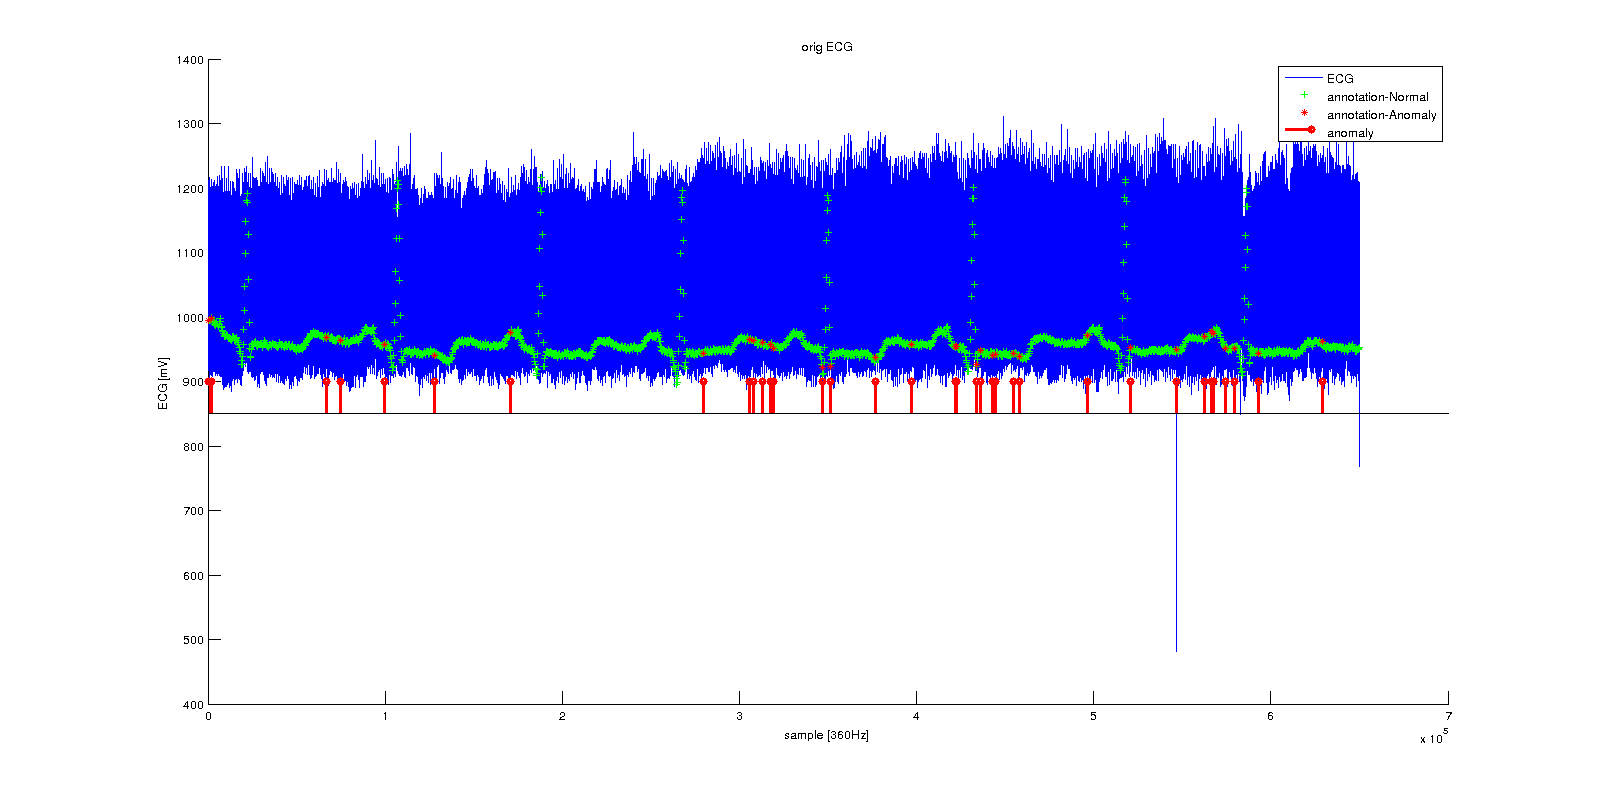 orig ECG
ECG
annotation-Normal
annotation-Anomaly
anomaly
ECG [mV]
1400
1300
1200
1100
1000
900
800
700
600
500
400
0 1 2 3 4 5 6 7
sample [360Hz]
x 10^5